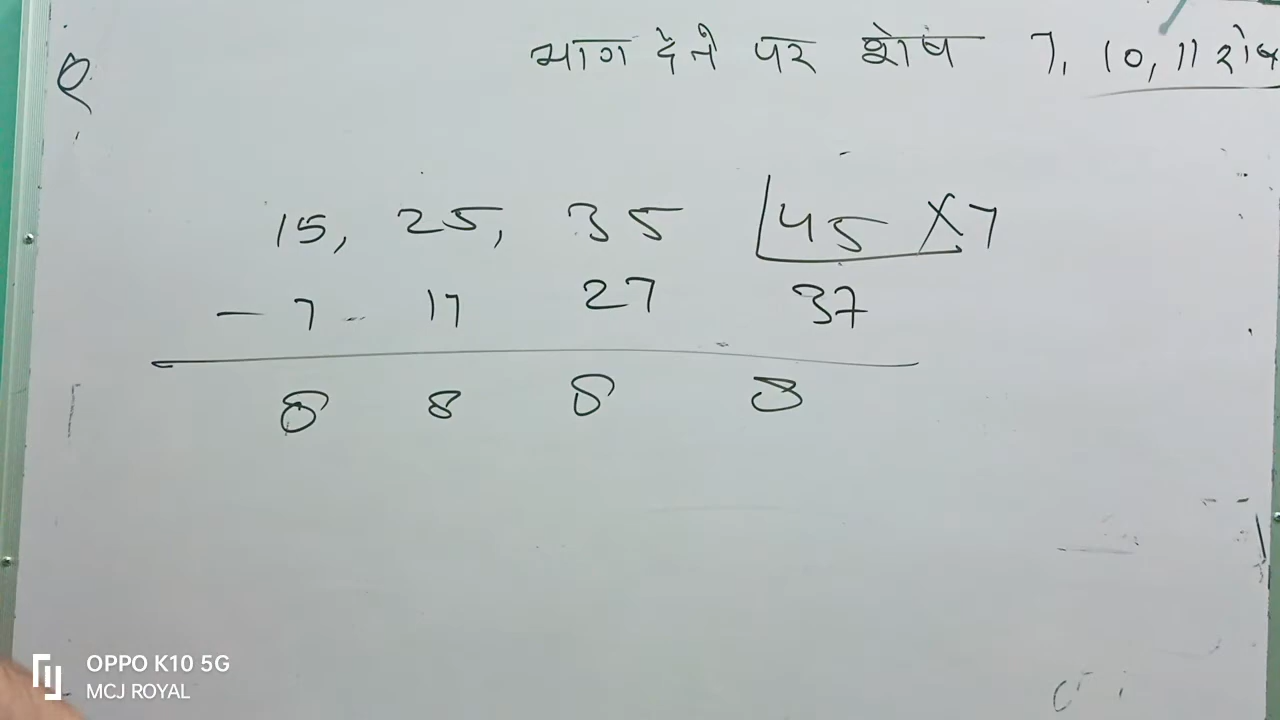 भाग देने पर शेष 7, 10, 11 शेष
Q
15, 25, 35 45 X 7
- 7 17 27 37
8 8 8 8
OPPO K10 5G
MCJ ROYAL